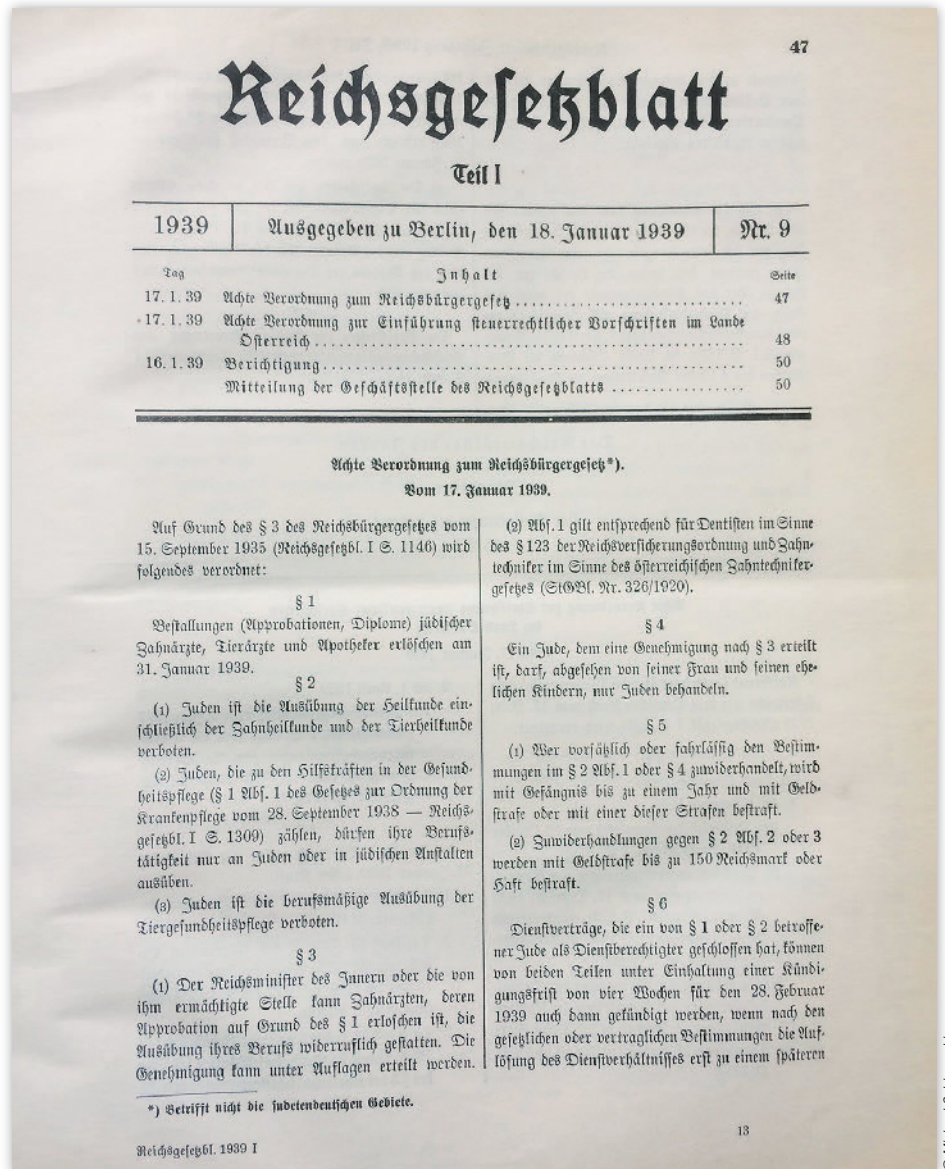 47
Reichsgesetzblatt
Teil I
1939
Ausgegeben zu Berlin, den 18. Januar 1939
Nr. 9
Tag
Inhalt
Seite
17. 1. 39 Achte Verordnung zum Reichsbürgergesetz .......................... 47
17. 1. 39 Achte Verordnung zur Einführung steuerrechtlicher Vorschriften im Lande
Österreich ................................................ 48
16. 1. 39 Berichtigung ................................................ 50
Mitteilung der Geschäftsstelle des Reichsgesetzblatts ................ 50
Achte Verordnung zum Reichsbürgergesetz*).
Vom 17. Januar 1939.
Auf Grund des § 3 des Reichsbürgergesetzes vom
15. September 1935 (Reichsgesetzbl. I S. 1146) wird
folgendes verordnet:
§ 1
Bestallungen (Approbationen, Diplome) jüdischer
Zahnärzte, Tierärzte und Apotheker erlöschen am
31. Januar 1939.
§ 2
(1) Juden ist die Ausübung der Heilkunde ein-
schließlich der Zahnheilkunde und der Tierheilkunde
verboten.
(2) Juden, die zu den Hilfskräften in der Gesund-
heitspflege (§ 1 Abs. 1 des Gesetzes zur Ordnung der
Krankenpflege vom 28. September 1938 — Reichs-
gesetzbl. I S. 1309) zählen, dürfen ihre Berufs-
tätigkeit nur an Juden oder in jüdischen Anstalten
ausüben.
(3) Juden ist die berufsmäßige Ausübung der
Tiergesundheitspflege verboten.
§ 3
(1) Der Reichsminister des Innern oder die von
ihm ermächtigte Stelle kann Zahnärzten, deren
Approbation auf Grund des § 1 erloschen ist, die
Ausübung ihres Berufs widerruflich gestatten. Die
Genehmigung kann unter Auflagen erteilt werden.
*) Betrifft nicht die sudetendeutschen Gebiete.
(2) Abs. 1 gilt entsprechend für Dentisten im Sinne
des § 123 der Reichsversicherungsordnung und Zahn-
techniker im Sinne des österreichischen Zahntechniker-
gesetzes (StGBl. Nr. 326/1920).
§ 4
Ein Jude, dem eine Genehmigung nach § 3 erteilt
ist, darf, abgesehen von seiner Frau und seinen ehe-
lichen Kindern, nur Juden behandeln.
§ 5
(1) Wer vorsätzlich oder fahrlässig den Bestim-
mungen im § 2 Abs. 1 oder § 4 zuwiderhandelt, wird
mit Gefängnis bis zu einem Jahr und mit Geld-
strafe oder mit einer dieser Strafen bestraft.
(2) Zuwiderhandlungen gegen § 2 Abs. 2 oder 3
werden mit Geldstrafe bis zu 150 Reichsmark oder
Haft bestraft.
§ 6
Dienstverträge, die ein von § 1 oder § 2 betroffe-
ner Jude als Dienstberechtigter geschlossen hat, können
von beiden Teilen unter Einhaltung einer Kündi-
gungsfrist von vier Wochen für den 28. Februar
1939 auch dann gekündigt werden, wenn nach den
gesetzlichen oder vertraglichen Bestimmungen die Auf-
lösung des Dienstverhältnisses erst zu einem späteren
Reichsgesetzbl. 1939 I
13